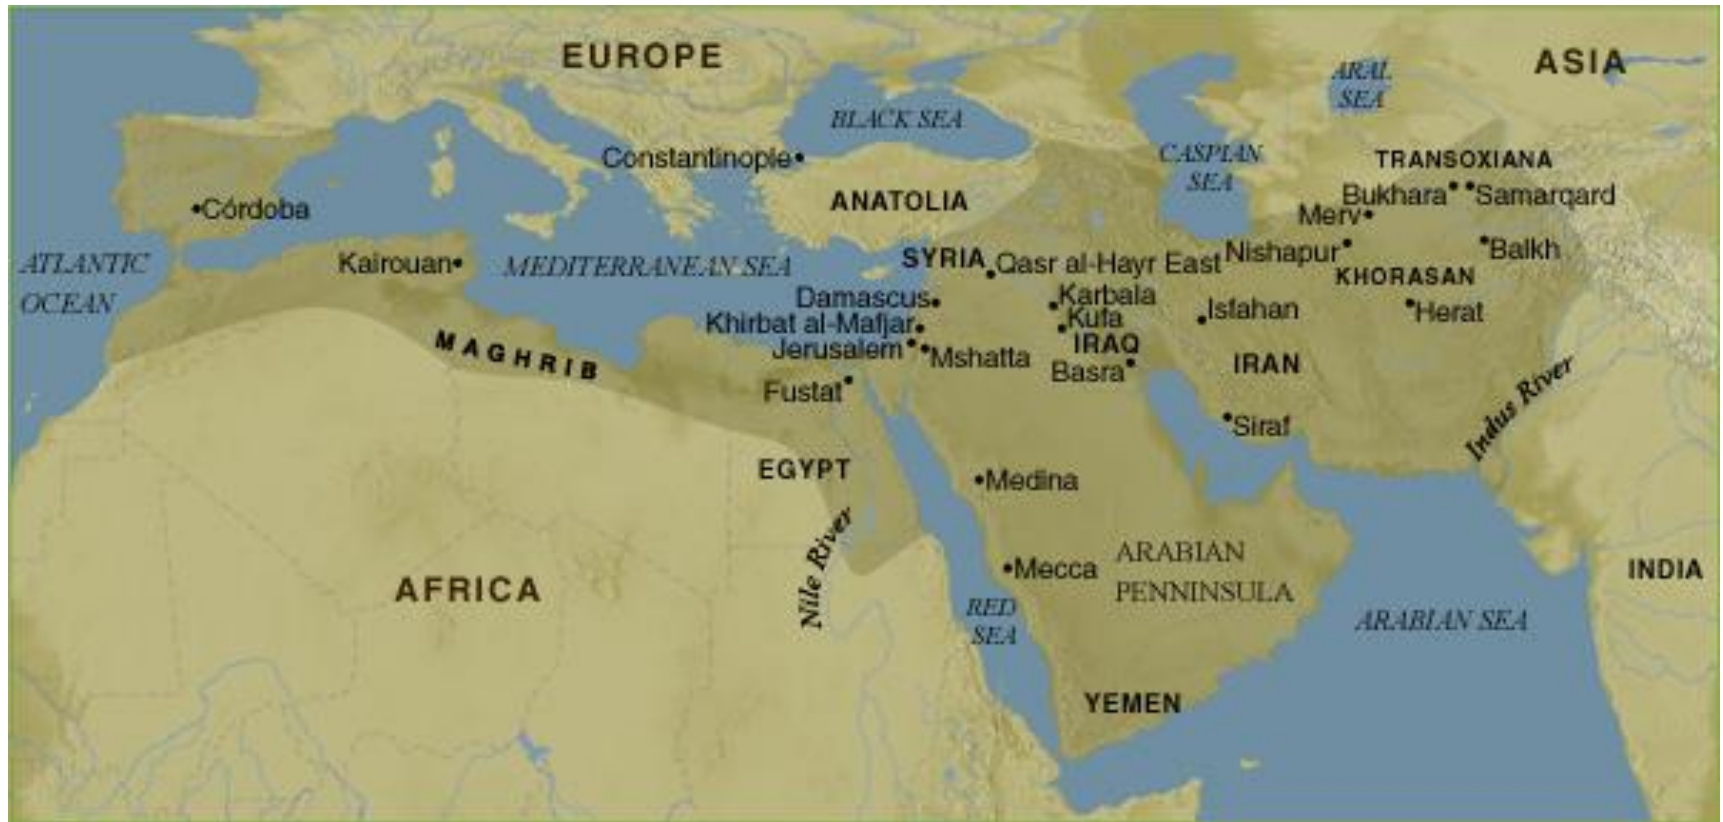 EUROPE
ASIA
ARAL
SEA
BLACK SEA
Constantinople
CASPIAN
SEA
TRANSOXIANA
Bukhara
Samarqard
ANATOLIA
Córdoba
Merv
ATLANTIC
OCEAN
Kairouan
MEDITERRANEAN SEA
SYRIA
Qasr al-Hayr East
Nishapur
Balkh
KHORASAN
Damascus
Karbala
Isfahan
Herat
Khirbat al-Mafjar
Kufa
MAGHRIB
Jerusalem
Mshatta
IRAQ
Basra
IRAN
Fustat
Indus River
Siraf
EGYPT
Medina
Nile River
ARABIAN
PENNINSULA
Mecca
AFRICA
INDIA
RED
SEA
ARABIAN SEA
YEMEN